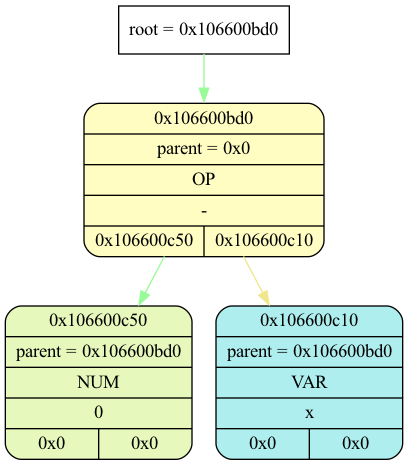 root = 0x106600bd0
0x106600bd0
parent = 0x0
OP
-
0x106600c50 0x106600c10
0x106600c50
parent = 0x106600bd0
NUM
0
0x0 0x0
0x106600c10
parent = 0x106600bd0
VAR
x
0x0 0x0